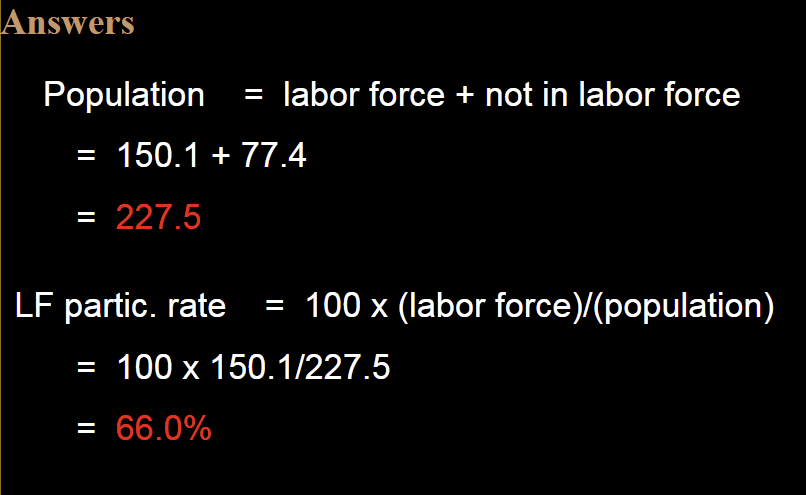 Answers
Population = labor force + not in labor force
= 150.1 + 77.4
= 227.5
LF partic. rate = 100 x (labor force)/(population)
= 100 x 150.1/227.5
= 66.0%